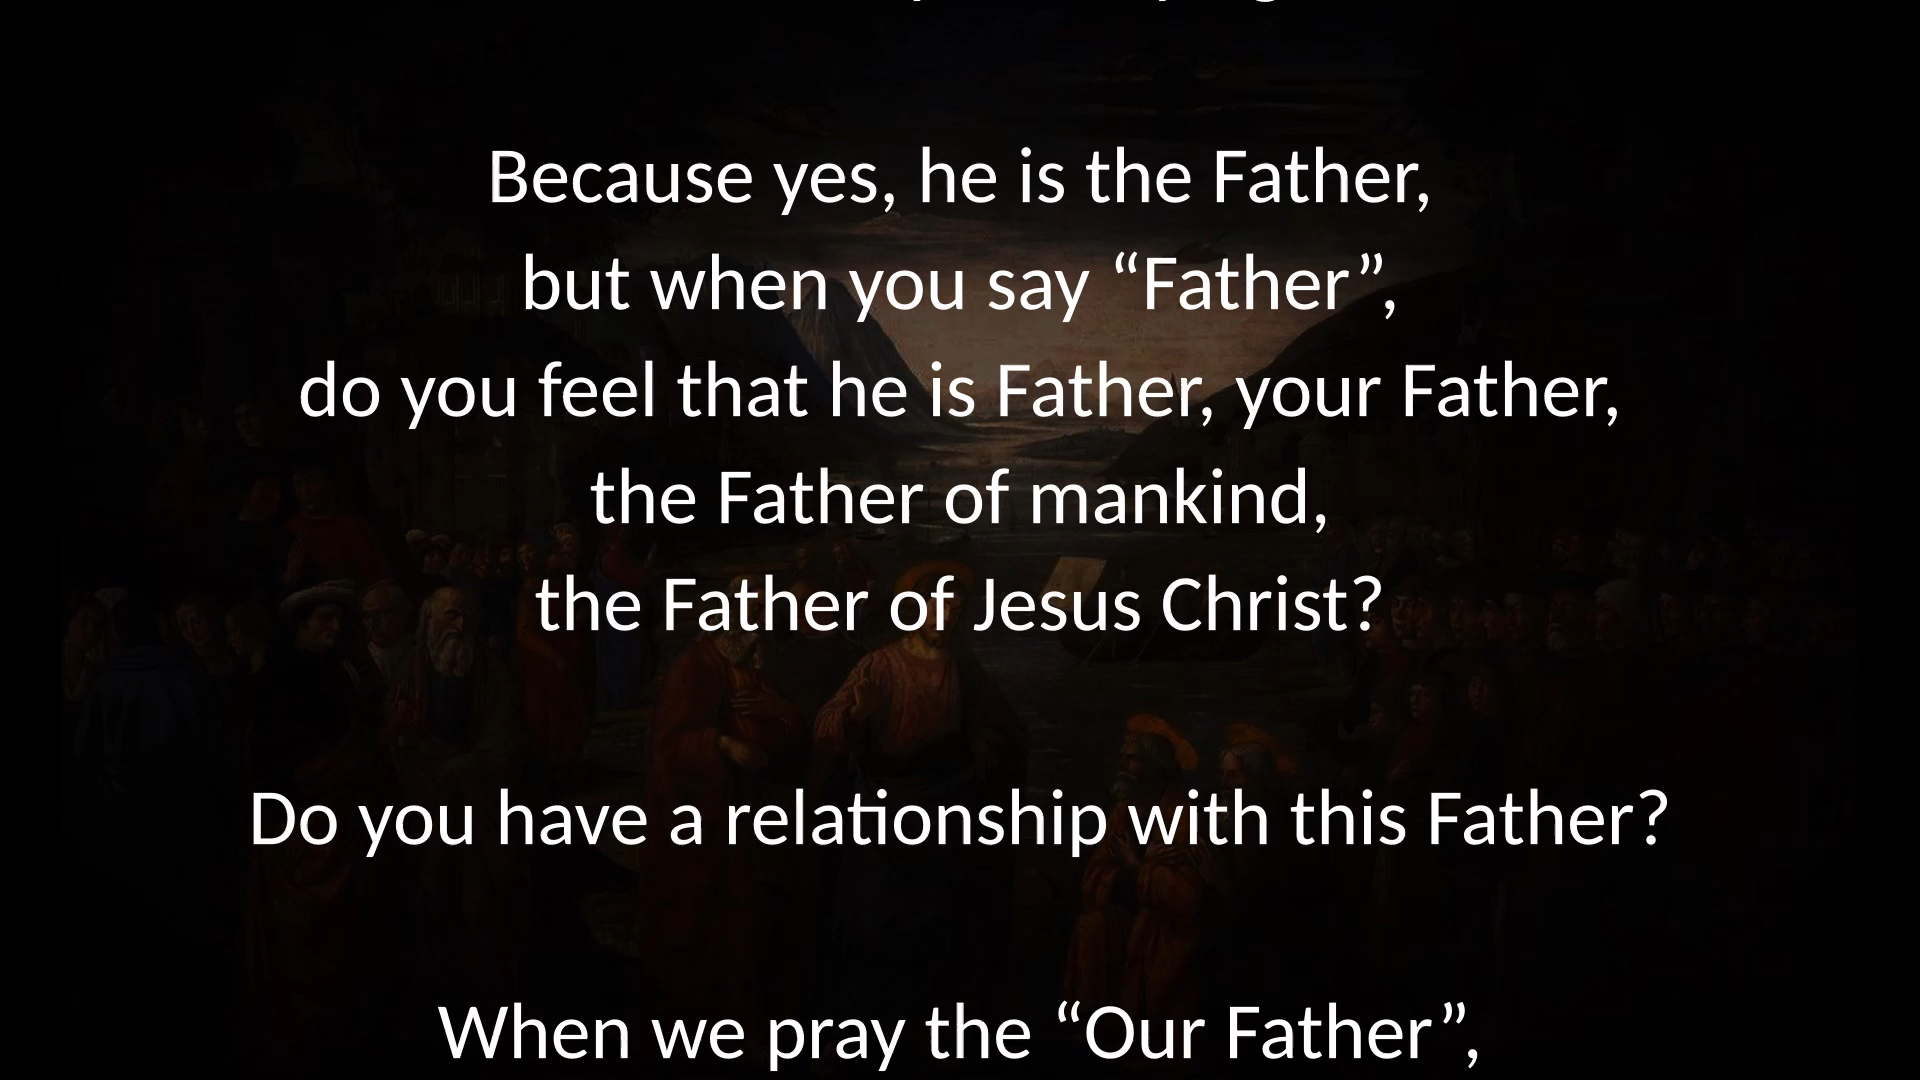 Because yes, he is the Father,
but when you say “Father”,
do you feel that he is Father, your Father,
the Father of mankind,
the Father of Jesus Christ?
Do you have a relationship with this Father?
When we pray the “Our Father”,